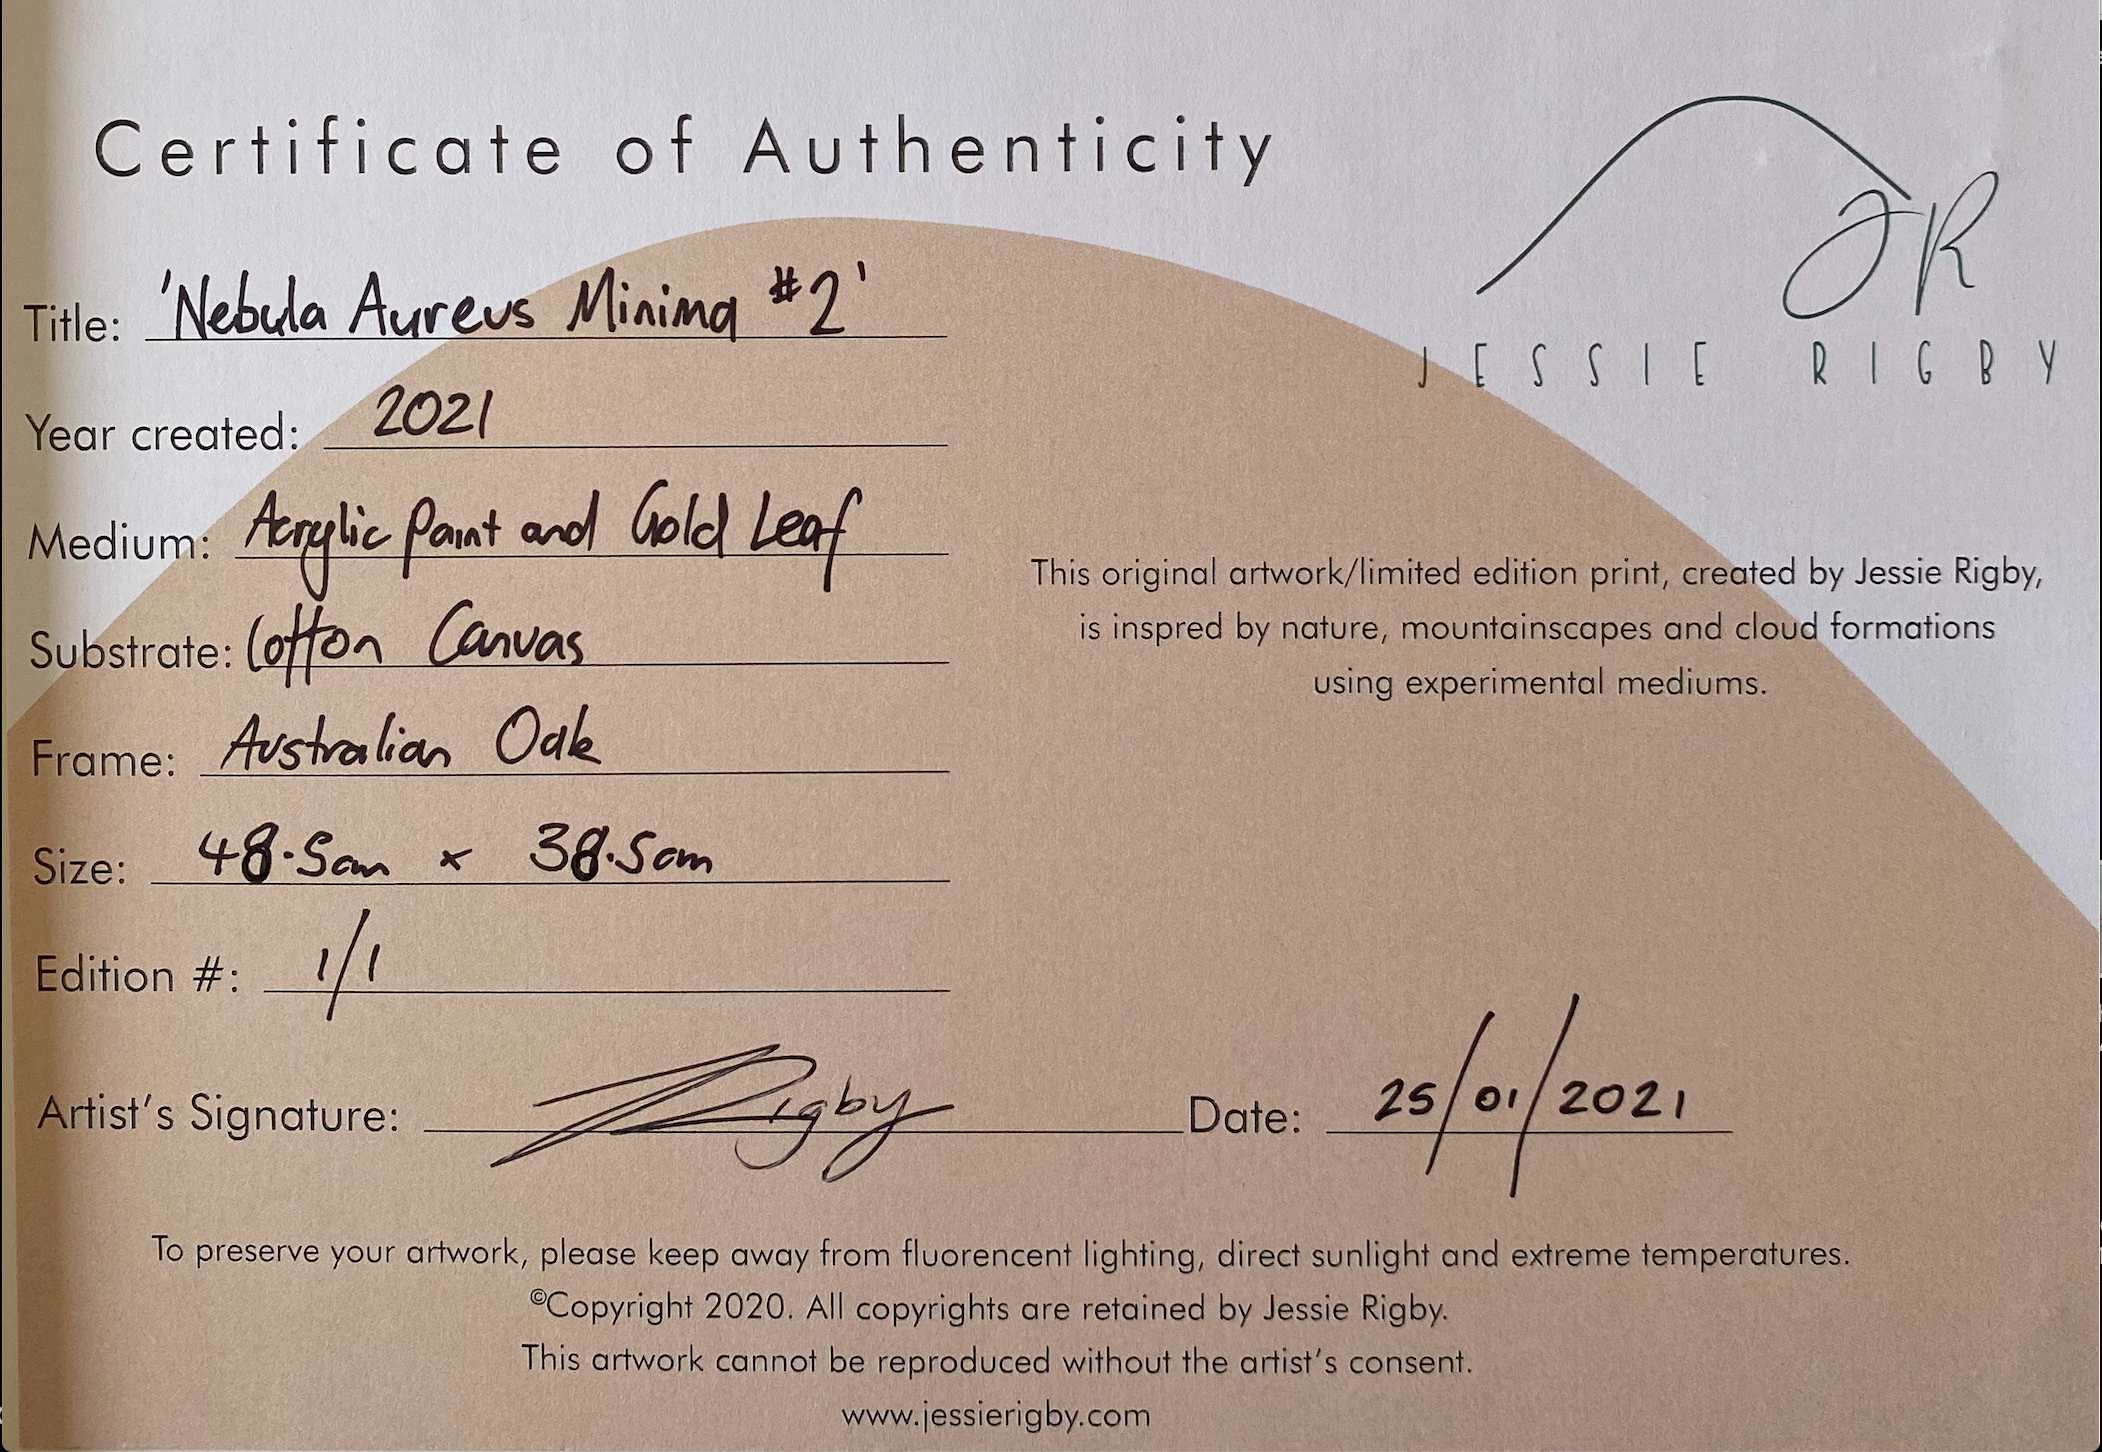 Certificate of Authenticity
JR
JESSIE RIGBY
Title: 'Nebula Aureus Minima #2'
Year created: 2021
Medium: Acrylic Paint and Gold Leaf
Substrate: Cotton Canvas
Frame: Australian Oak
Size: 48.5cm x 38.5cm
Edition #: 1/1
This original artwork/limited edition print, created by Jessie Rigby,
is inspred by nature, mountainscapes and cloud formations
using experimental mediums.
Artist's Signature: JRigby Date: 25/01/2021
To preserve your artwork, please keep away from fluorencent lighting, direct sunlight and extreme temperatures.
©Copyright 2020. All copyrights are retained by Jessie Rigby.
This artwork cannot be reproduced without the artist's consent.
www.jessierigby.com